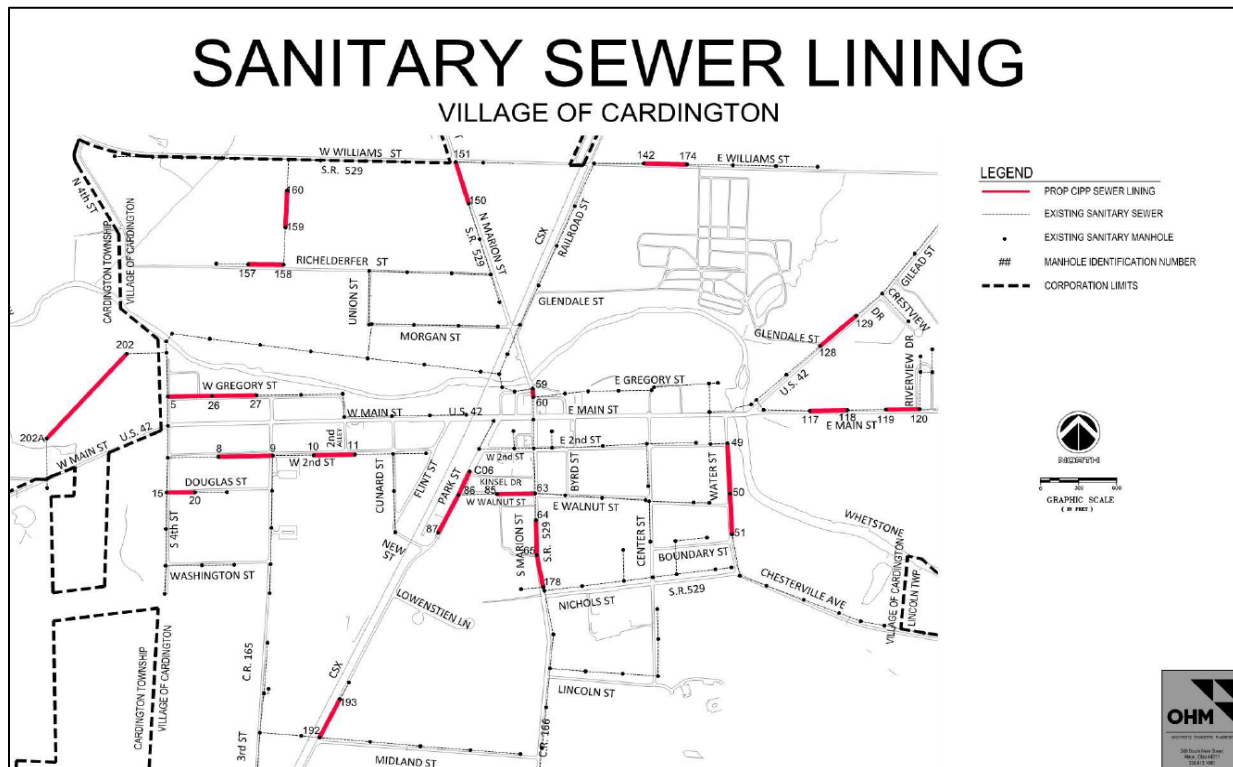 SANITARY SEWER LINING
VILLAGE OF CARDINGTON
W WILLIAMS ST
S.R. 529
151
142
174
E WILLIAMS ST
160
150
159
N 4th ST
CARDINGTON TOWNSHIP
VILLAGE OF CARDINGTON
N MARION ST
S.R. 529
CSX
RAILROAD ST
RICHELDERFER ST
157
158
UNION ST
GLENDALE ST
MORGAN ST
GILEAD ST
CRESTVIEW DR
129
GLENDALE ST
128
U.S. 42
RIVERVIEW DR
202
W GREGORY ST
5
26
27
59
60
E GREGORY ST
W MAIN ST
U.S. 42
E MAIN ST
117
118
119
120
E MAIN ST
202A
W MAIN ST
U.S. 42
8
9
10
11
2nd ALEY
W 2nd ST
W 2nd ST
E 2nd ST
49
DOUGLAS ST
15
20
S 4th ST
CUNARD ST
FLINT ST
PARK ST
C06
KINSEL DR
86
85
63
W WALNUT ST
E WALNUT ST
BYRD ST
WATER ST
50
87
NEW ST
64
65
S MARION ST
S.R. 529
CENTER ST
51
BOUNDARY ST
WHETSTONE
WASHINGTON ST
178
NICHOLS ST
S.R.529
CHESTERVILLE AVE
VILLAGE OF CARDINGTON
LINCOLN TWP
LOWENSTIEN LN
CARDINGTON TOWNSHIP
VILLAGE OF CARDINGTON
C.R. 165
3rd ST
CSX
193
192
LINCOLN ST
C.R. 166
MIDLAND ST
LEGEND
PROP CIPP SEWER LINING
EXISTING SANITARY SEWER
EXISTING SANITARY MANHOLE
## MANHOLE IDENTIFICATION NUMBER
CORPORATION LIMITS
NORTH
0 300 600
GRAPHIC SCALE
( IN FEET )
OHM